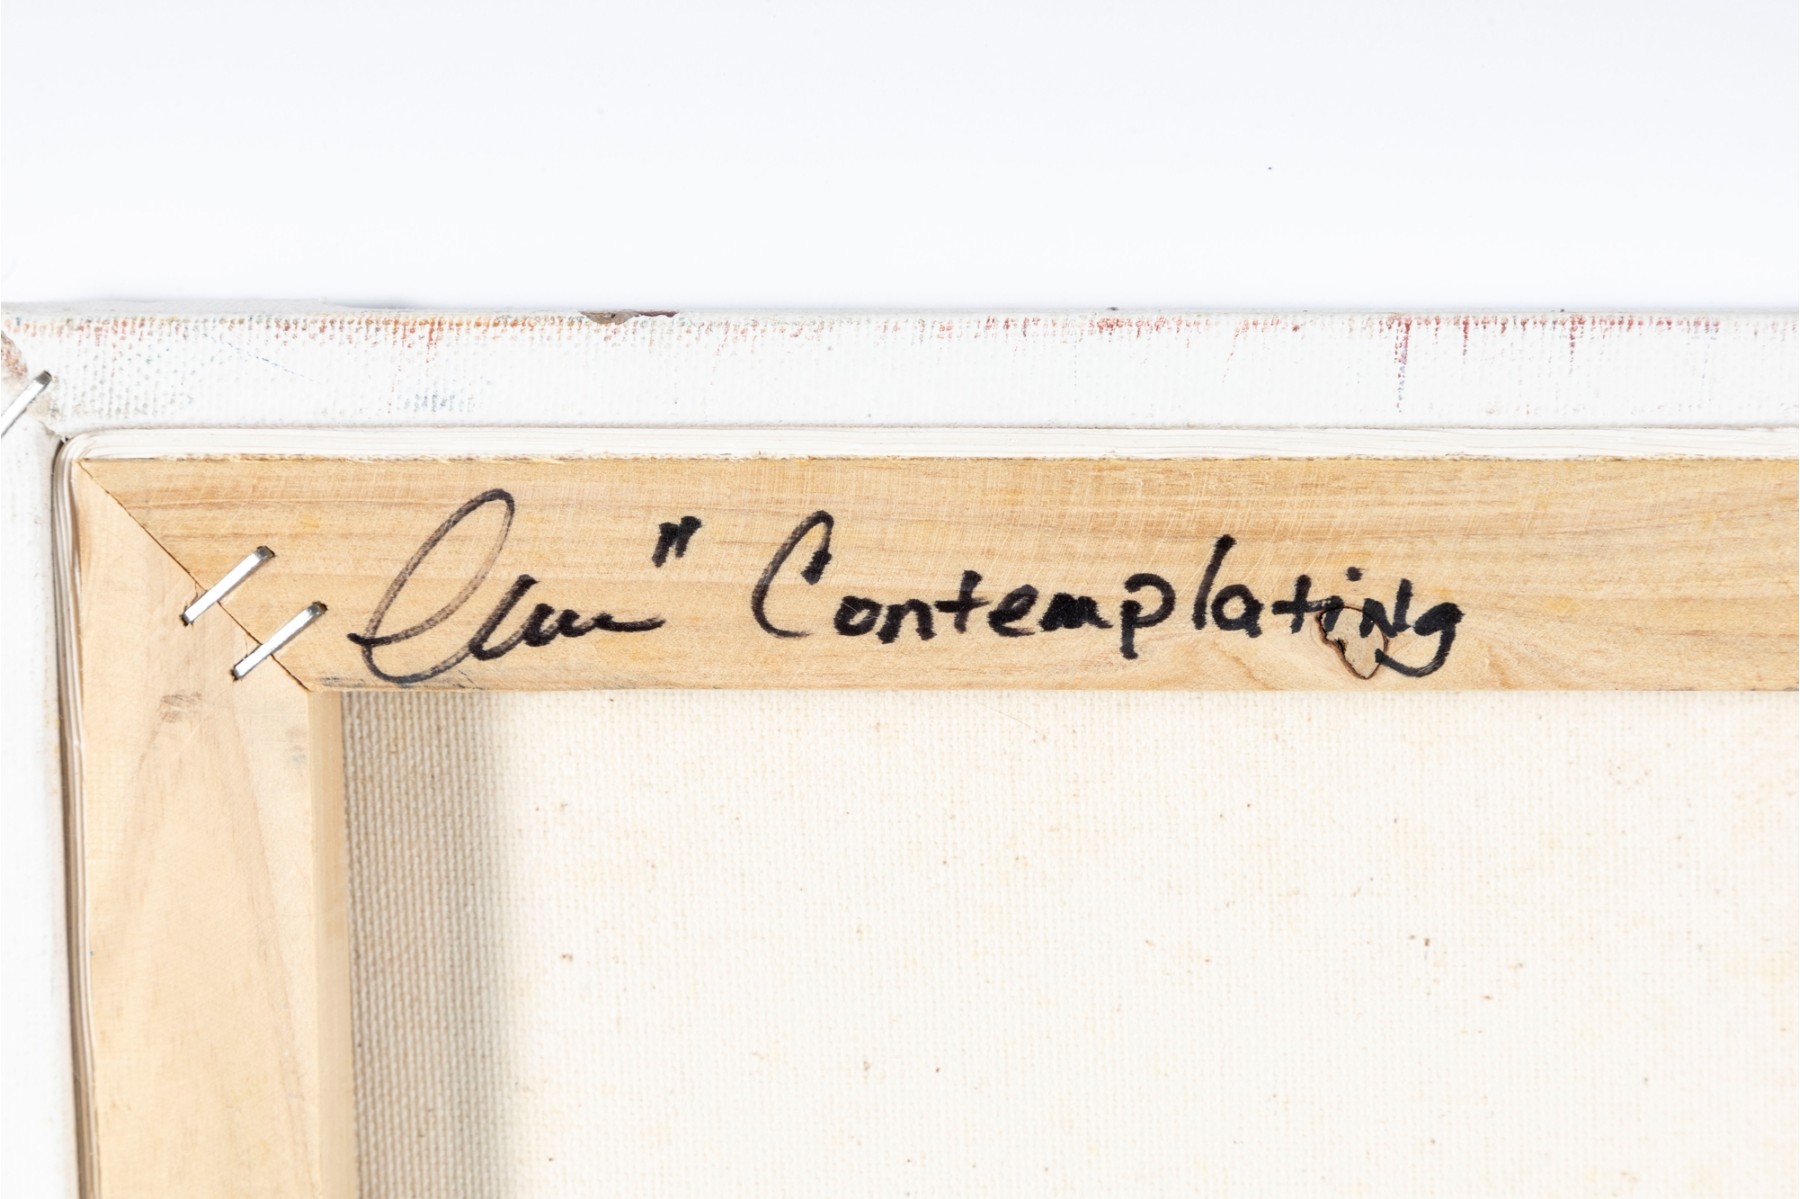 " Contemplating